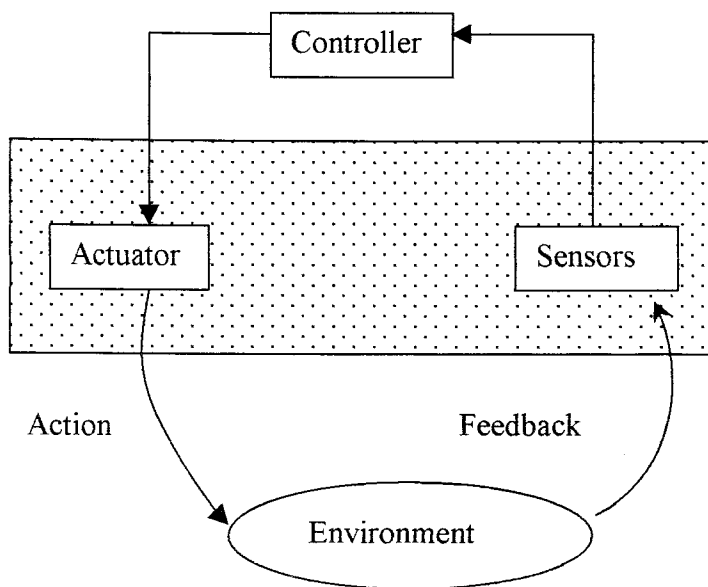 Controller
Actuator
Sensors
Action
Feedback
Environment